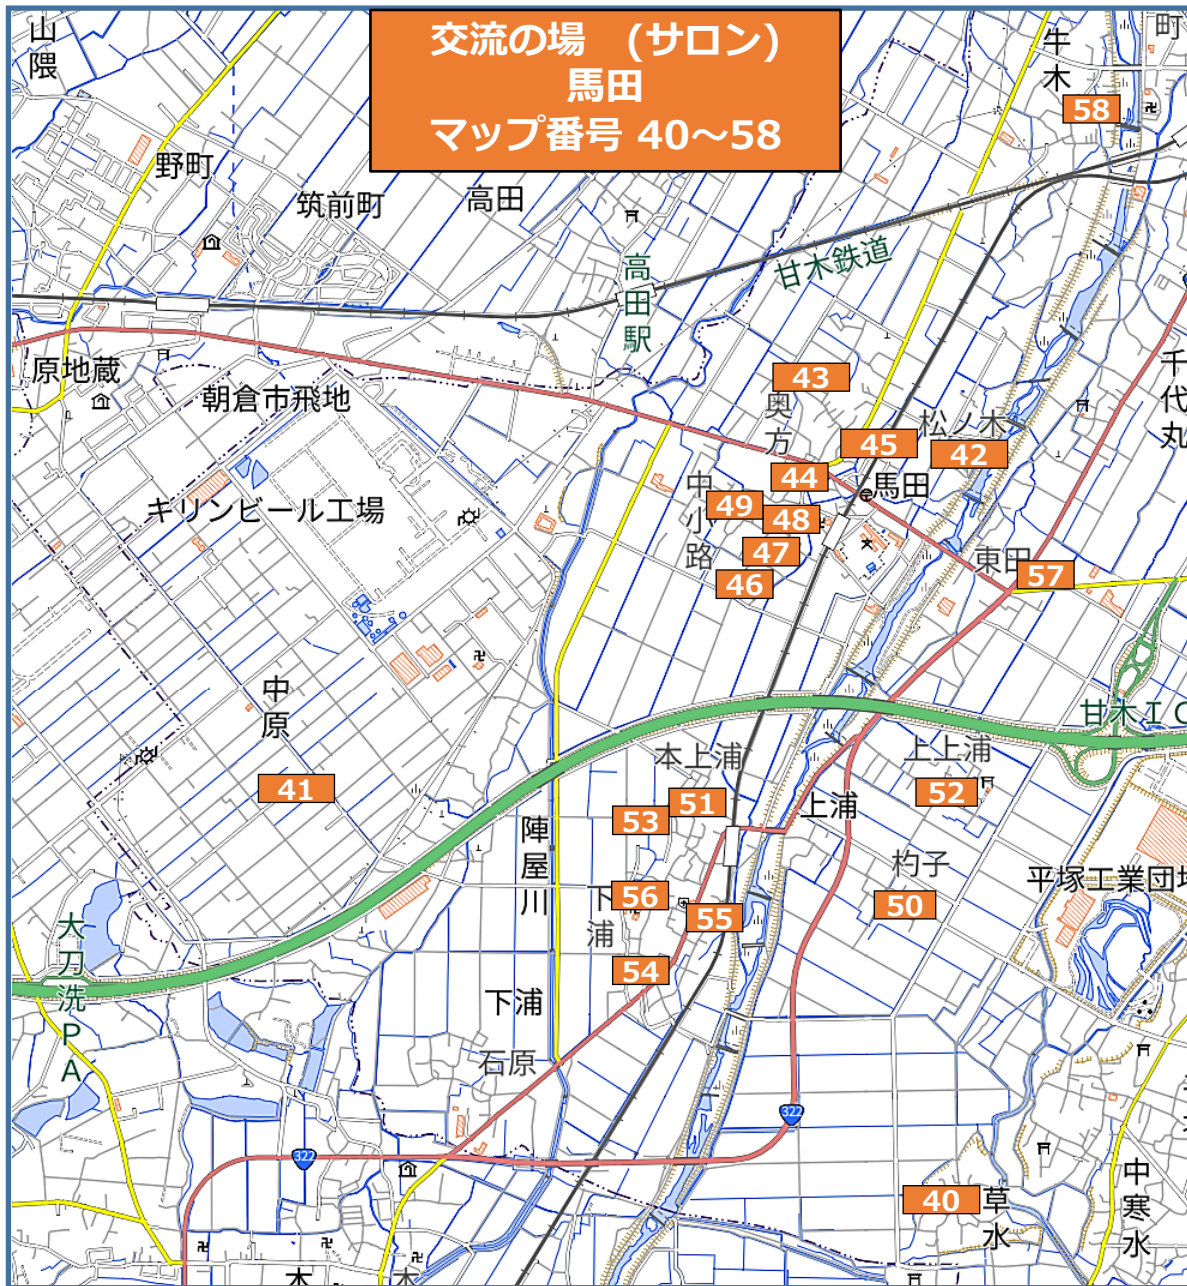 交流の場　(サロン)
馬田
マップ番号 40～58
山隈
牛木
町
58
野町
筑前町
高田
高田駅
甘木鉄道
原地蔵
朝倉市飛地
千代丸
43
奥方
松ノ木
45
42
44
馬田
中小路
49
48
キリンビール工場
47
46
東田
57
中原
甘木IC
本上浦
上上浦
41
51
52
53
上浦
陣屋川
杓子
平塚工業団地
56
下浦
50
55
大刀洗PA
54
下浦
石原
322
322
40
草水
中寒水
木
木